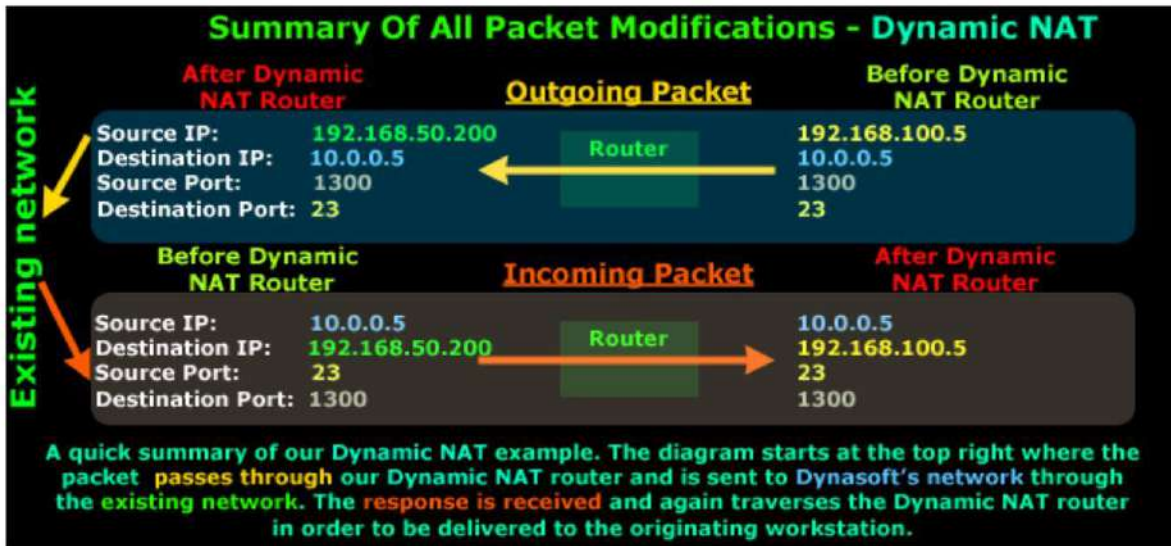 Summary Of All Packet Modifications - Dynamic NAT
After Dynamic
NAT Router
Outgoing Packet
Before Dynamic
NAT Router
Source IP: 192.168.50.200 192.168.100.5
Router
Destination IP: 10.0.0.5 10.0.0.5
Source Port: 1300 1300
Destination Port: 23 23
Existing network
Before Dynamic
NAT Router
Incoming Packet
After Dynamic
NAT Router
Source IP: 10.0.0.5 10.0.0.5
Router
Destination IP: 192.168.50.200 192.168.100.5
Source Port: 23 23
Destination Port: 1300 1300
A quick summary of our Dynamic NAT example. The diagram starts at the top right where the
packet passes through our Dynamic NAT router and is sent to Dynasoft's network through
the existing network. The response is received and again traverses the Dynamic NAT router
in order to be delivered to the originating workstation.